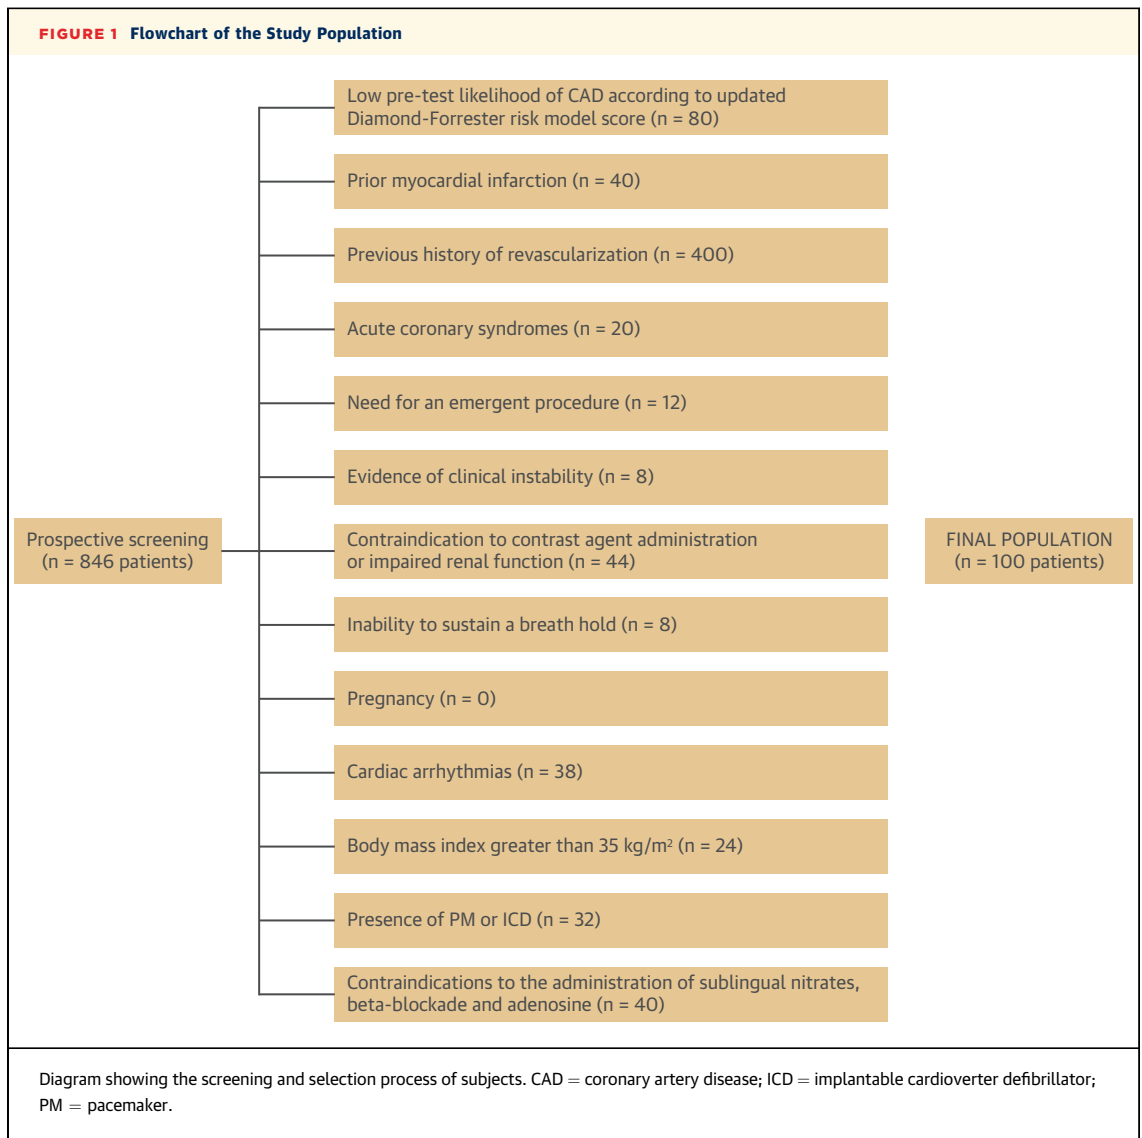 FIGURE 1 Flowchart of the Study Population
Low pre-test likelihood of CAD according to updated
Diamond-Forrester risk model score (n = 80)
Prior myocardial infarction (n = 40)
Previous history of revascularization (n = 400)
Acute coronary syndromes (n = 20)
Need for an emergent procedure (n = 12)
Evidence of clinical instability (n = 8)
Prospective screening
(n = 846 patients)
Contraindication to contrast agent administration
or impaired renal function (n = 44)
FINAL POPULATION
(n = 100 patients)
Inability to sustain a breath hold (n = 8)
Pregnancy (n = 0)
Cardiac arrhythmias (n = 38)
Body mass index greater than 35 kg/m² (n = 24)
Presence of PM or ICD (n = 32)
Contraindications to the administration of sublingual nitrates,
beta-blockade and adenosine (n = 40)
Diagram showing the screening and selection process of subjects. CAD = coronary artery disease; ICD = implantable cardioverter defibrillator;
PM = pacemaker.